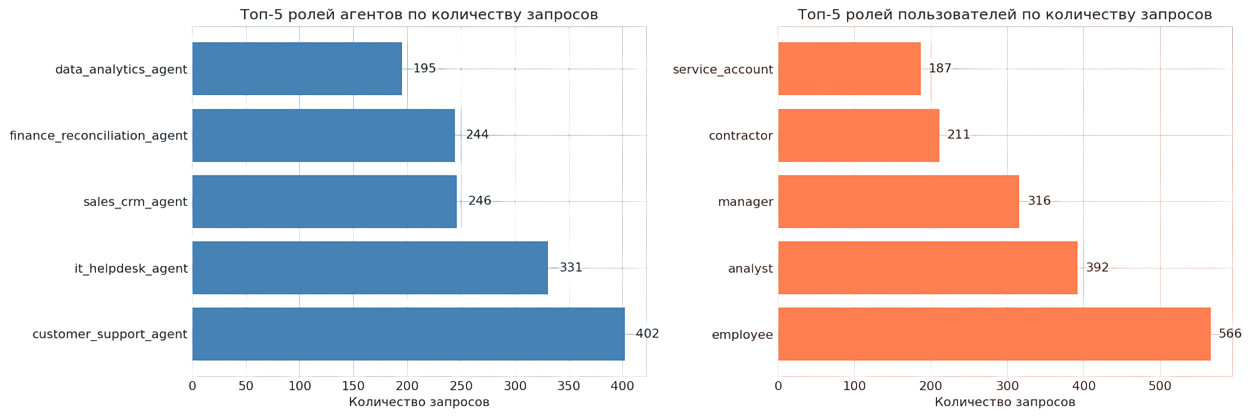 Топ-5 ролей агентов по количеству запросов
data_analytics_agent
195
finance_reconciliation_agent
244
sales_crm_agent
246
it_helpdesk_agent
331
customer_support_agent
402
0 50 100 150 200 250 300 350 400
Количество запросов
Топ-5 ролей пользователей по количеству запросов
service_account
187
contractor
211
manager
316
analyst
392
employee
566
0 100 200 300 400 500
Количество запросов